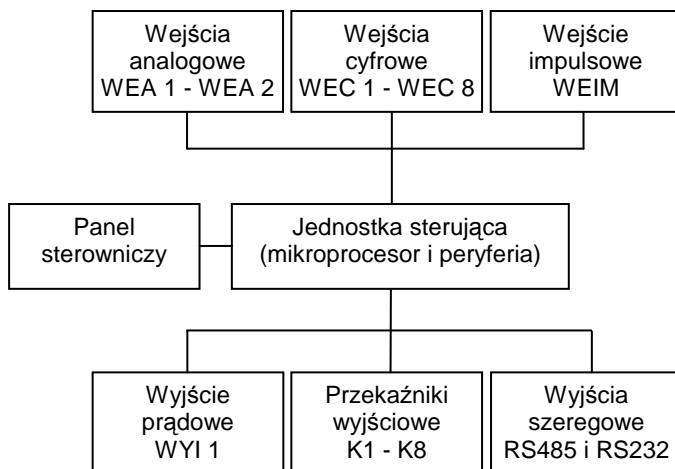 Wejścia
analogowe
WEA 1 - WEA 2
Wejścia
cyfrowe
WEC 1 - WEC 8
Wejście
impulsowe
WEIM
Panel
sterowniczy
Jednostka sterująca
(mikroprocesor i peryferia)
Wyjście
prądowe
WYI 1
Przekaźniki
wyjściowe
K1 - K8
Wyjścia
szeregowe
RS485 i RS232